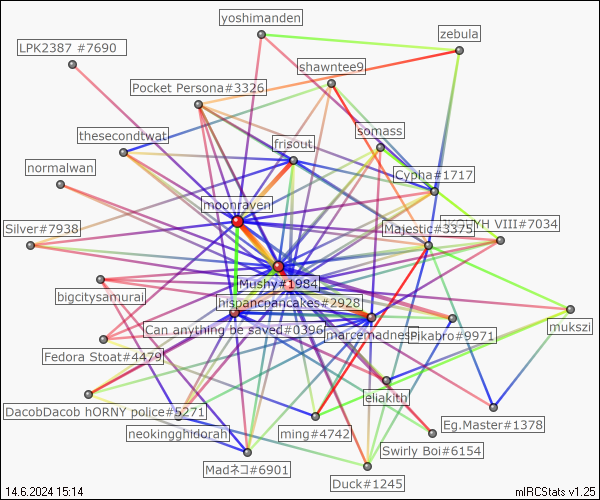 yoshimanden
zebula
LPK2387 #7690
shawntee9
Pocket Persona#3326
thesecondtwat
frisout
somass
normalwan
Cypha#1717
moonraven
VIII#7034
Majestic#3375
Silver#7938
Mushy#1984
bigcitysamurai
hispancpancakes#2928
Can anything be saved#0396
marcemadness
Pikabro#9971
mukszi
Fedora Stoat#4479
eliakith
DacobDacob hORNY police#5271
neokingghidorah
ming#4742
Eg.Master#1378
Swirly Boi#6154
Madネコ#6901
Duck#1245
14.6.2024 15:14
mIRCStats v1.25